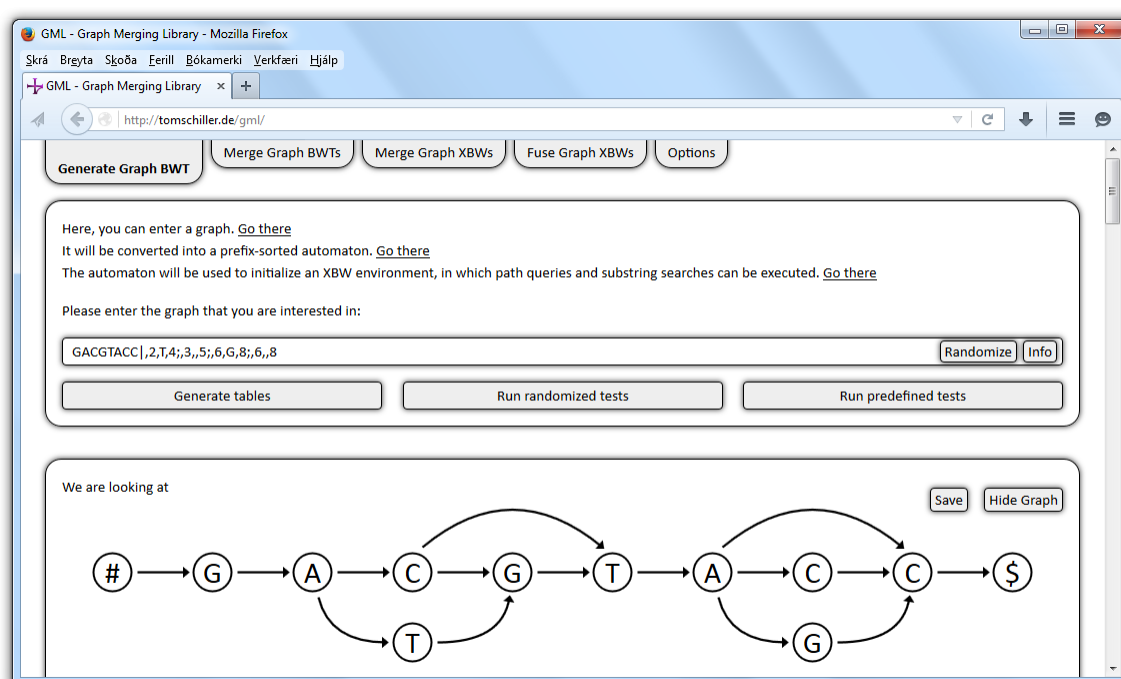 GML - Graph Merging Library - Mozilla Firefox
Skrá Breyta Skoða Ferill Bókamerki Verkfæri Hjálp
GML - Graph Merging Library
http://tomschiller.de/gml/
Generate Graph BWT Merge Graph BWTs Merge Graph XBWs Fuse Graph XBWs Options
Here, you can enter a graph. Go there
It will be converted into a prefix-sorted automaton. Go there
The automaton will be used to initialize an XBW environment, in which path queries and substring searches can be executed. Go there
Please enter the graph that you are interested in:
GACGTACC|,2,T,4;,3,,5;,6,G,8;,6,,8 Randomize Info
Generate tables Run randomized tests Run predefined tests
We are looking at
Save Hide Graph
# G A C G T A C C $
T G